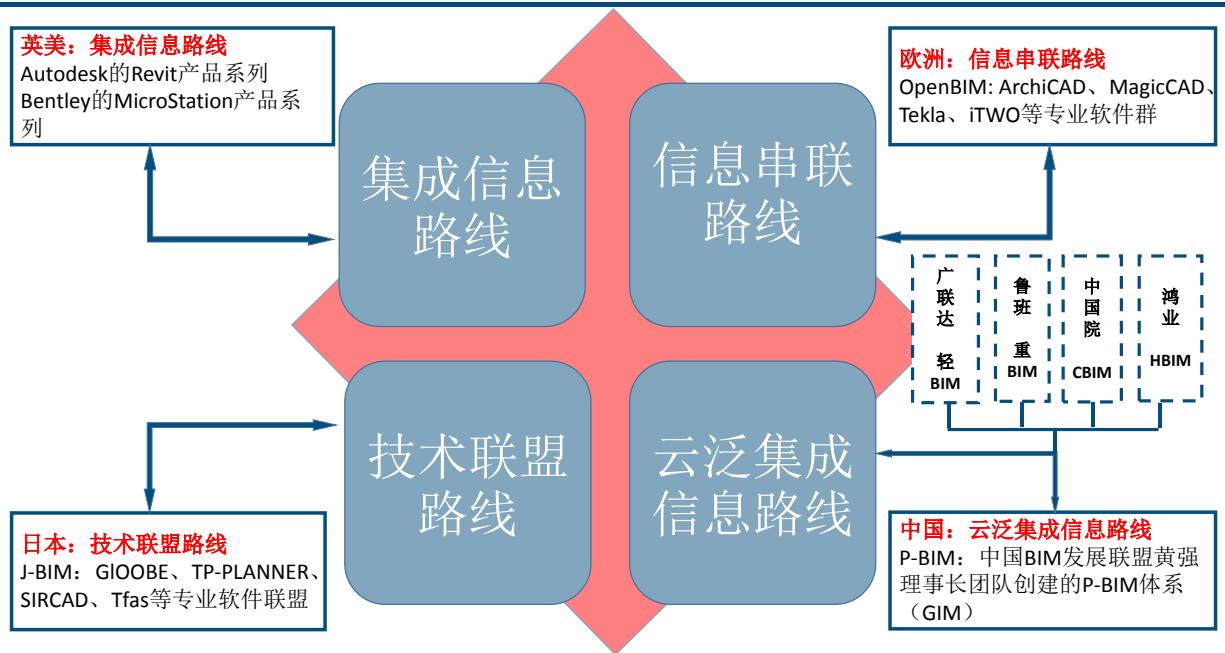 英美：集成信息路线
Autodesk的Revit产品系列
Bentley的MicroStation产品系
列
欧洲：信息串联路线
OpenBIM: ArchiCAD、MagicCAD、
Tekla、iTWO等专业软件群
集成信息
路线
信息串联
路线
广联达 轻 BIM
鲁班 重 BIM
中国院 CBIM
鸿业 HBIM
技术联盟
路线
云泛集成
信息路线
日本：技术联盟路线
J-BIM：GlOOBE、TP-PLANNER、
SIRCAD、Tfas等专业软件联盟
中国：云泛集成信息路线
P-BIM：中国BIM发展联盟黄强
理事长团队创建的P-BIM体系
（GIM）